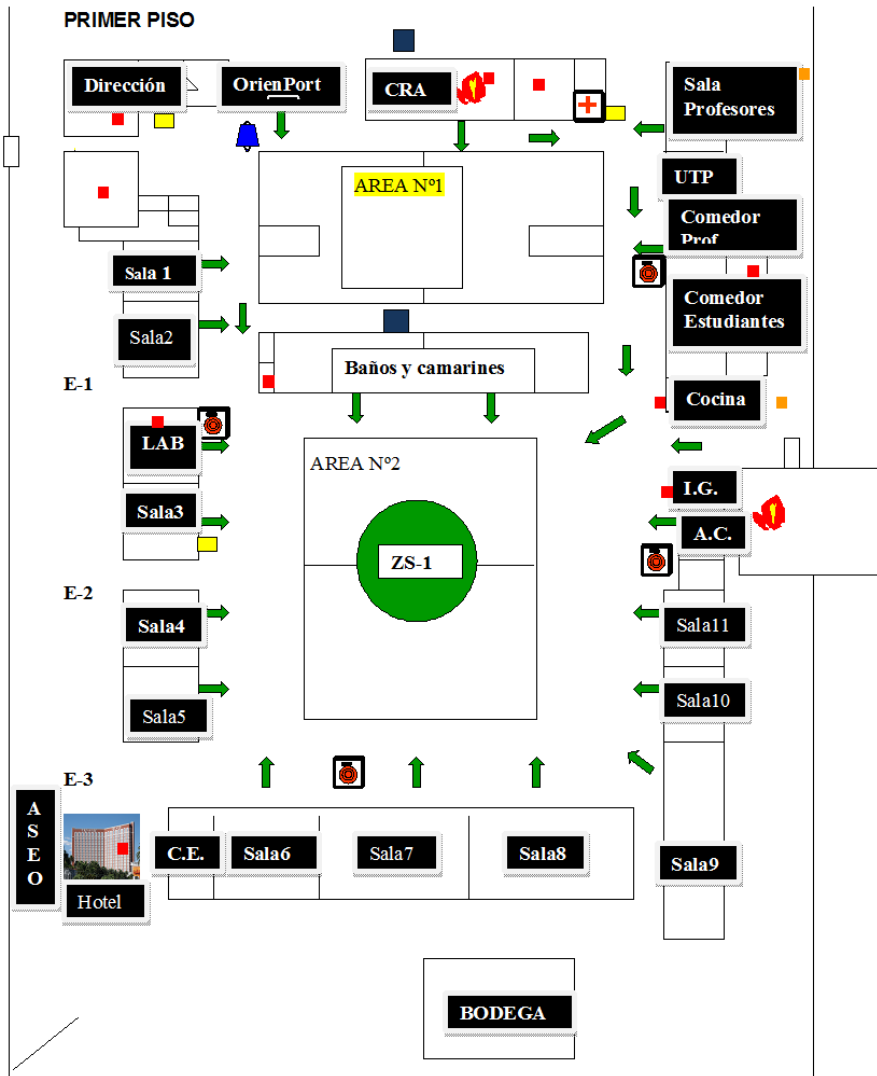 PRIMER PISO
Dirección
OrienPort
CRA
Sala
Profesores
UTP
AREA Nº1
Comedor
Prof
Sala 1
Comedor
Estudiantes
Sala2
Baños y camarines
E-1
Cocina
LAB
AREA Nº2
I.G.
Sala3
A.C.
ZS-1
E-2
Sala4
Sala11
Sala5
Sala10
E-3
A
S
E
O
C.E.
Sala6
Sala7
Sala8
Sala9
Hotel
BODEGA